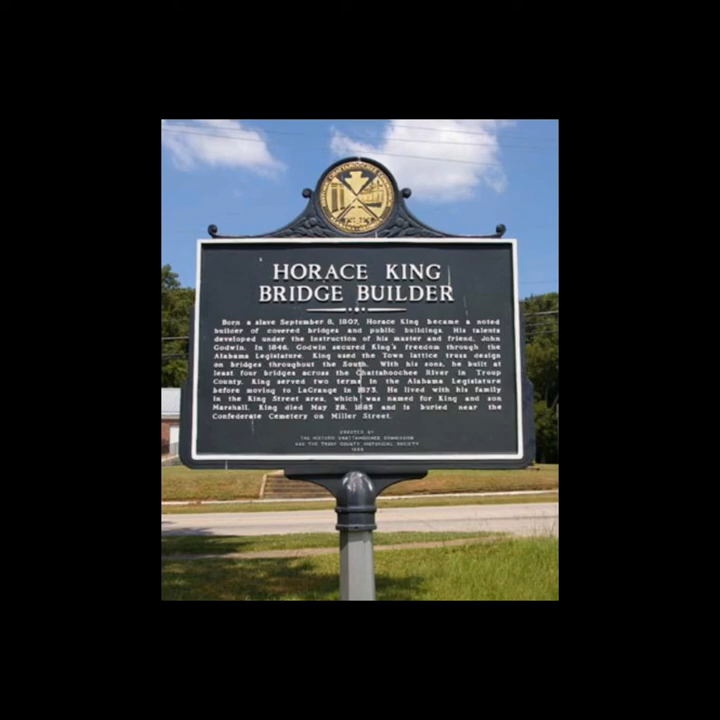 HORACE KING
BRIDGE BUILDER
Born a slave September 8, 1807, Horace King became a noted
builder of covered bridges and public buildings. His talents
developed under the instruction of his master and friend, John
Godwin. In 1846, Godwin secured King's freedom through the
Alabama Legislature. King used the Town lattice truss design
on bridges throughout the South. With his sons, he built at
least four bridges across the Chattahoochee River in Troup
County. King served two terms in the Alabama Legislature
before moving to LaGrange in 1873. He lived with his family
in the King Street area, which was named for King and son
Marshall. King died May 28, 1885 and is buried near the
Confederate Cemetery on Miller Street.
ERECTED BY
THE HISTORIC CHATTAHOOCHEE COMMISSION
AND THE TROUP COUNTY HISTORICAL SOCIETY